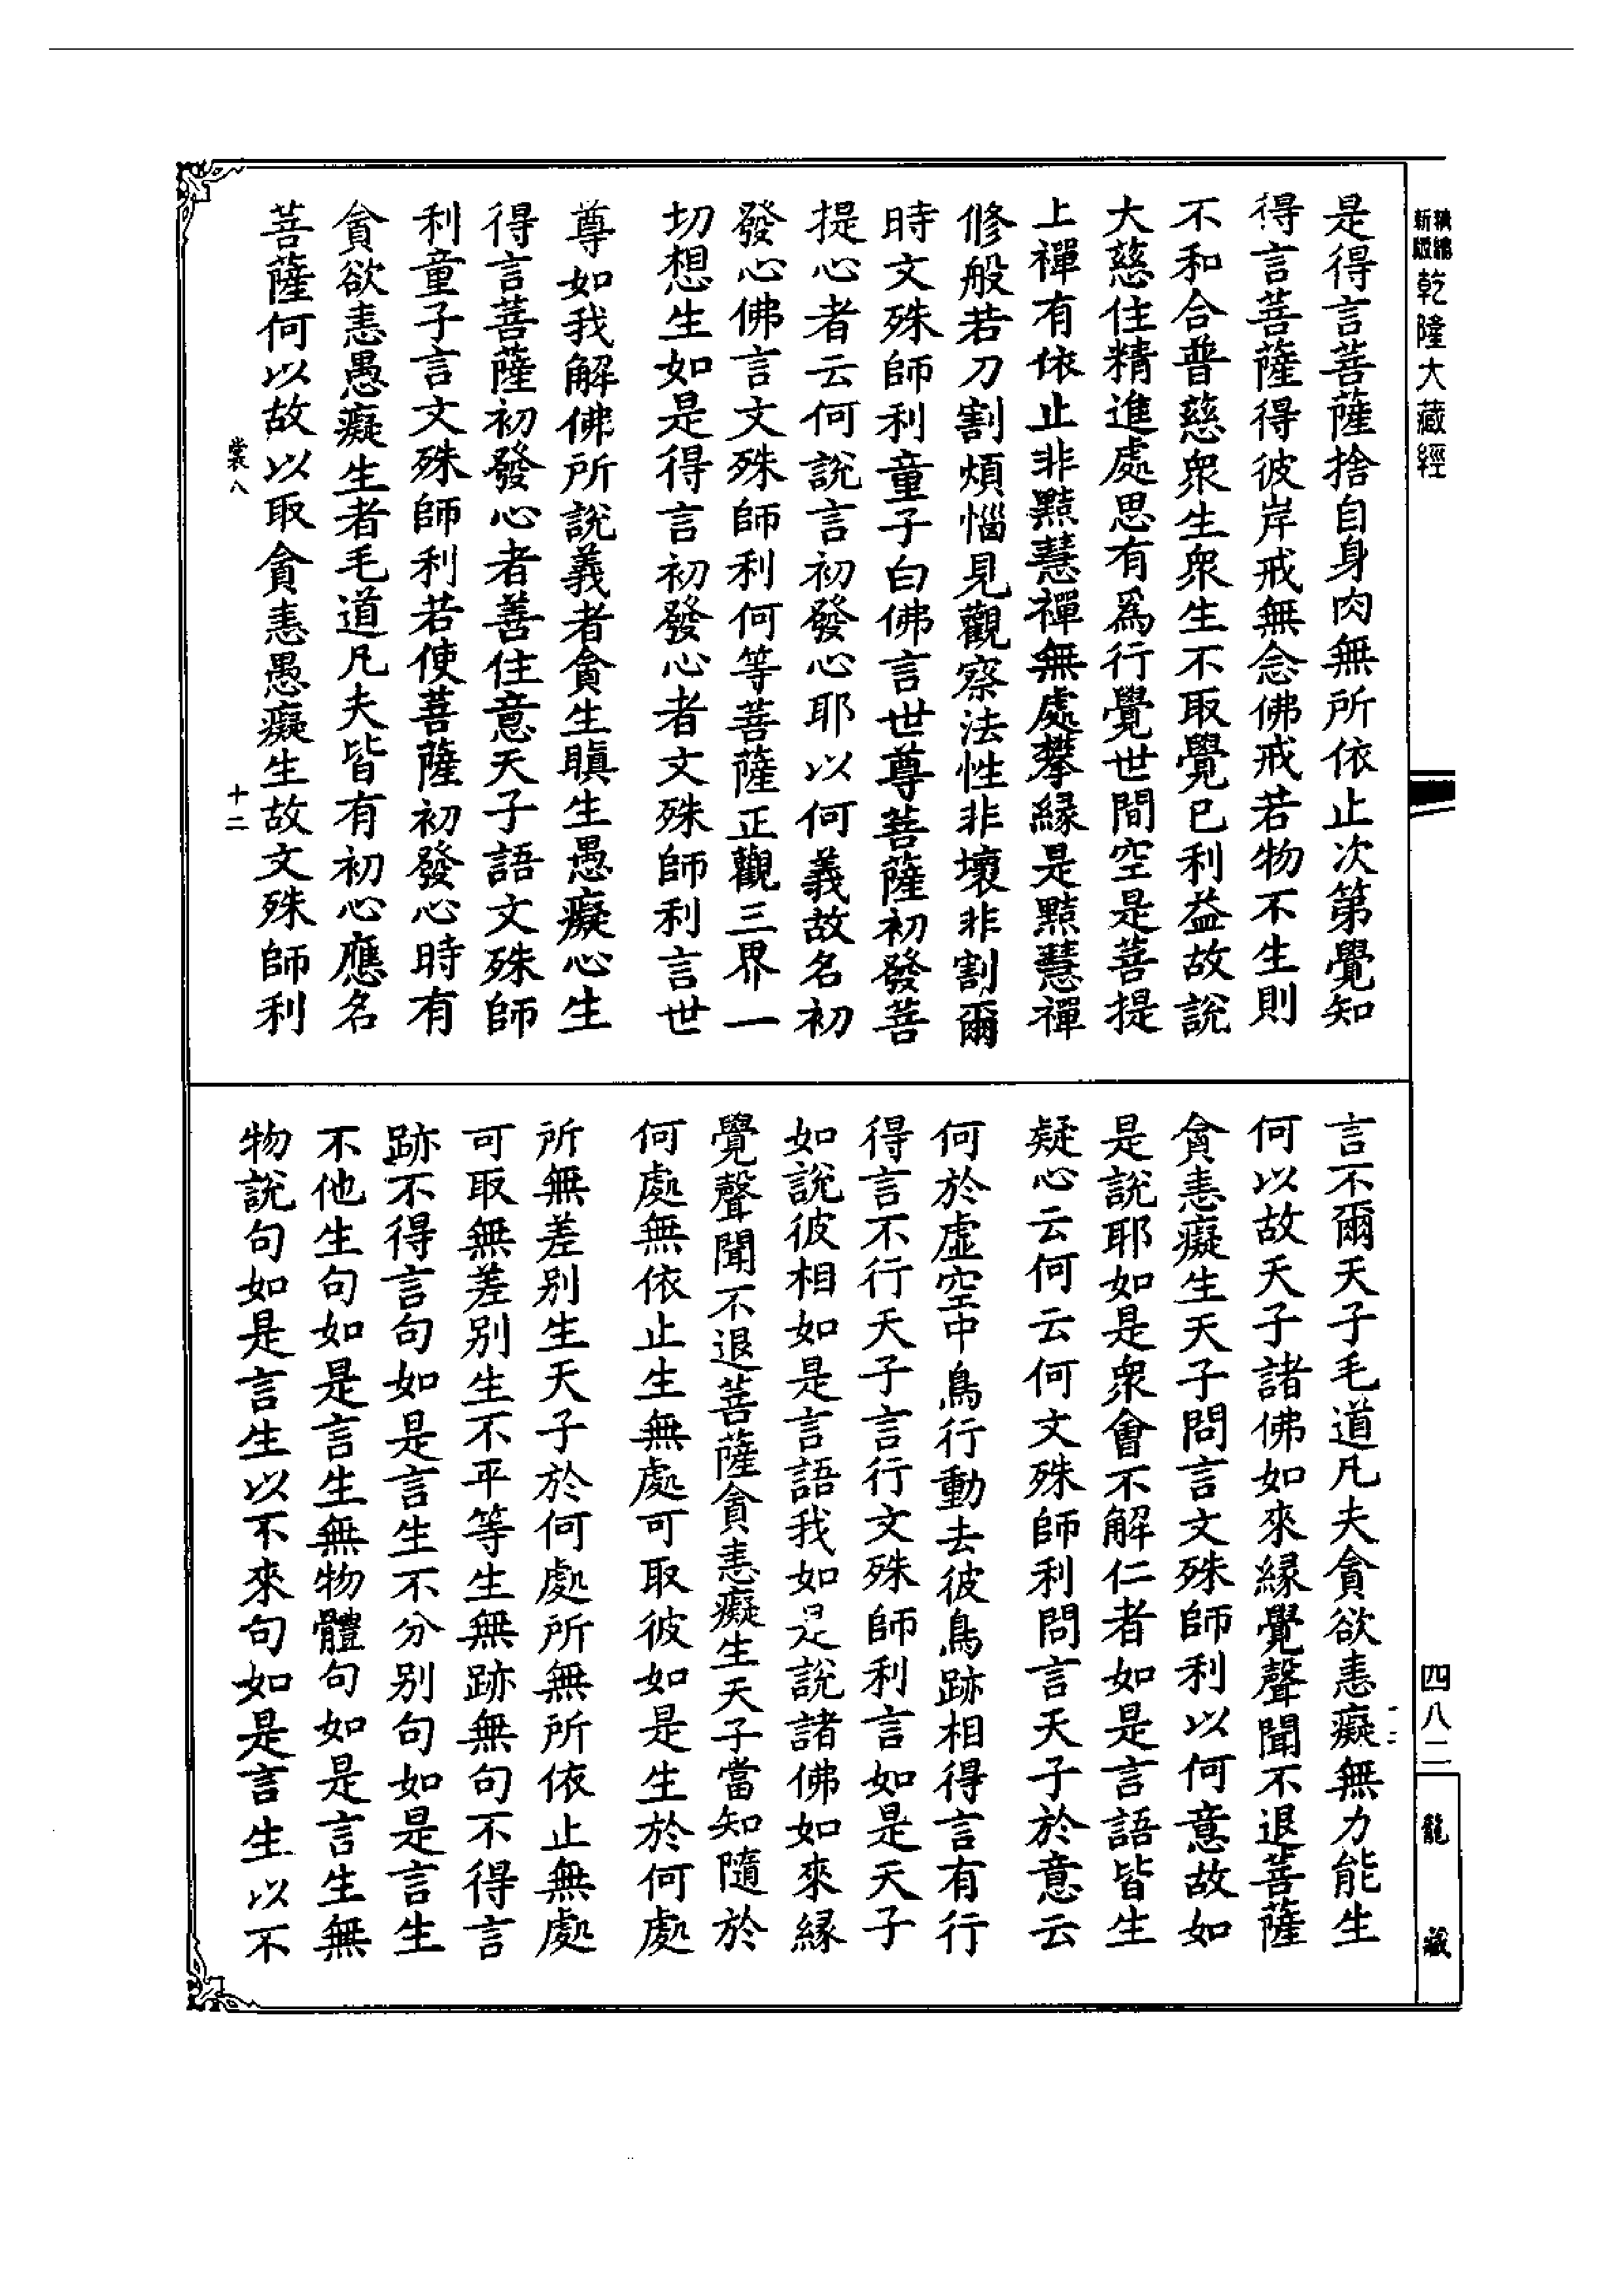 精縮
新版
乾隆大藏經
是得言菩薩捨自身肉無所依止次第覺知
得言菩薩得彼岸戒無念佛戒若物不生則
不和合普慈衆生衆生不取覺已利益故說
大慈住精進處思有爲行覺世間空是菩提
上禪有依止非黠慧禪無處攀緣是黠慧禪
修般若刀割煩惱見觀察法性非壞非割爾
時文殊師利童子白佛言世尊菩薩初發菩
提心者云何說言初發心耶以何義故名初
發心佛言文殊師利何等菩薩正觀三界一
切想生如是得言初發心者文殊師利言世
尊如我解佛所說義者貪生瞋生愚癡心生
得言菩薩初發心者善住意天子語文殊師
利童子言文殊師利若使菩薩初發心時有
貪欲恚愚癡生者毛道凡夫皆有初心應名
菩薩何以故以取貪恚愚癡生故文殊師利
裳八
十二
言不爾天子毛道凡夫貪欲恚癡無力能生
何以故天子諸佛如來緣覺聲聞不退菩薩
貪恚癡生天子問言文殊師利以何意故如
是說耶如是衆會不解仁者如是言語皆生
疑心云何云何文殊師利問言天子於意云
何於虛空中鳥行動去彼鳥跡相得言有行
得言不行天子言行文殊師利言如是天子
如說彼相如是言語我如是說諸佛如來緣
覺聲聞不退菩薩貪恚癡生天子當知隨於
何處無依止生無處可取彼如是生於何處
所無差別生天子於何處所無所依止無處
可取無差別生不平等生無跡無句不得言
跡不得言句如是言生不分別句如是言生
不他生句如是言生無物體句如是言生無
物說句如是言生以不來句如是言生以不
四八二
龍藏